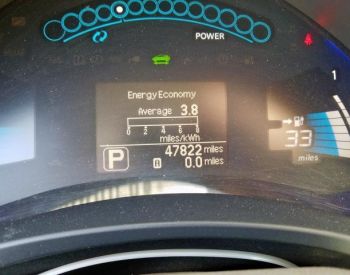 POWER
1
Energy Economy
Average 3.8
0 2 4 6 8
miles/kWh
P
47822 miles
A 0.0 miles
33
miles